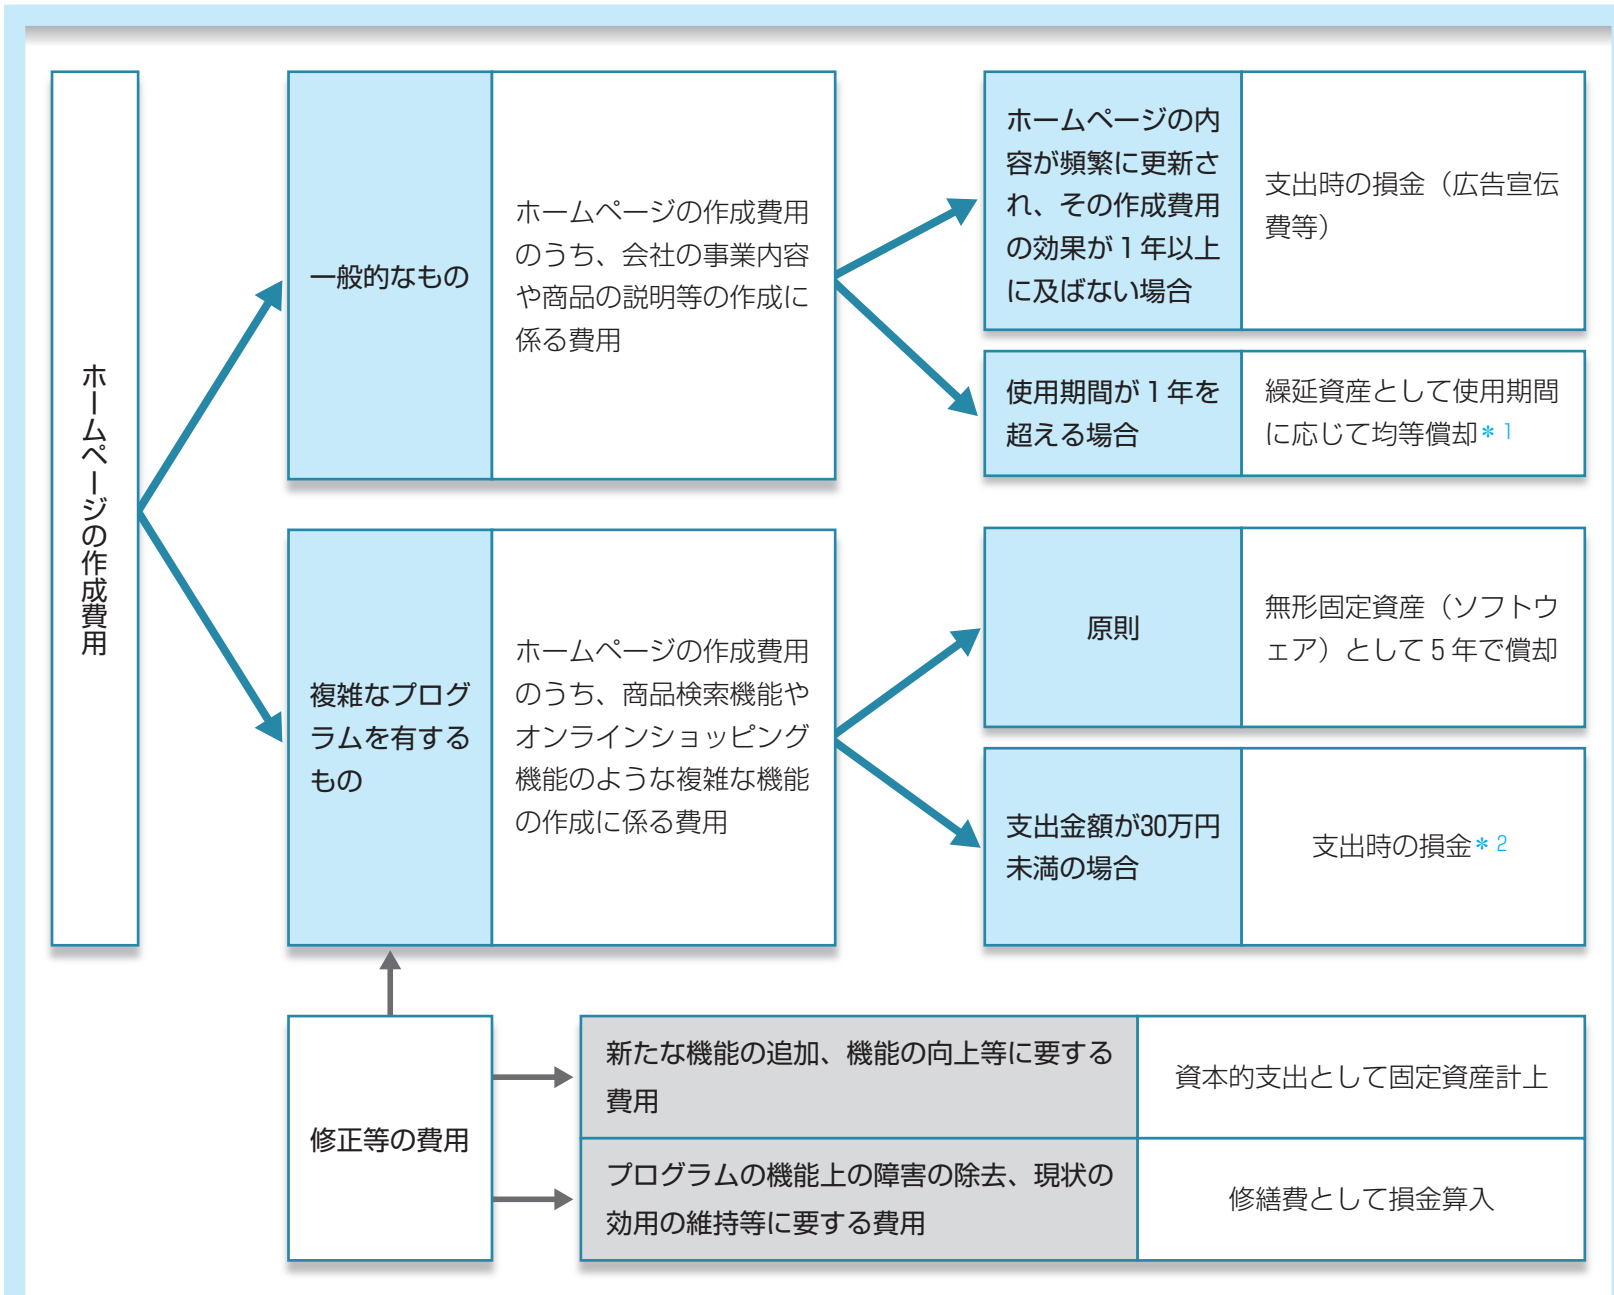 ホームページの作成費用
一般的なもの
ホームページの作成費用
のうち、会社の事業内容
や商品の説明等の作成に
係る費用
ホームページの内
容が頻繁に更新さ
れ、その作成費用
の効果が1年以上
に及ばない場合
支出時の損金（広告宣伝
費等）
使用期間が1年を
超える場合
繰延資産として使用期間
に応じて均等償却＊1
複雑なプログ
ラムを有する
もの
ホームページの作成費用
のうち、商品検索機能や
オンラインショッピング
機能のような複雑な機能
の作成に係る費用
原則
無形固定資産（ソフトウ
ェア）として5年で償却
支出金額が30万円
未満の場合
支出時の損金＊2
修正等の費用
新たな機能の追加、機能の向上等に要する
費用
資本的支出として固定資産計上
プログラムの機能上の障害の除去、現状の
効用の維持等に要する費用
修繕費として損金算入